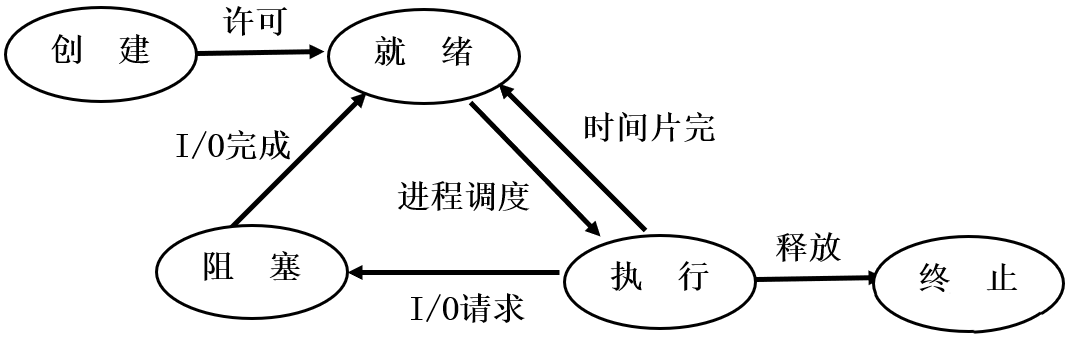 许可
创 建
就 绪
时间片完
I/O完成
进程调度
释放
阻 塞
执 行
终 止
I/O请求